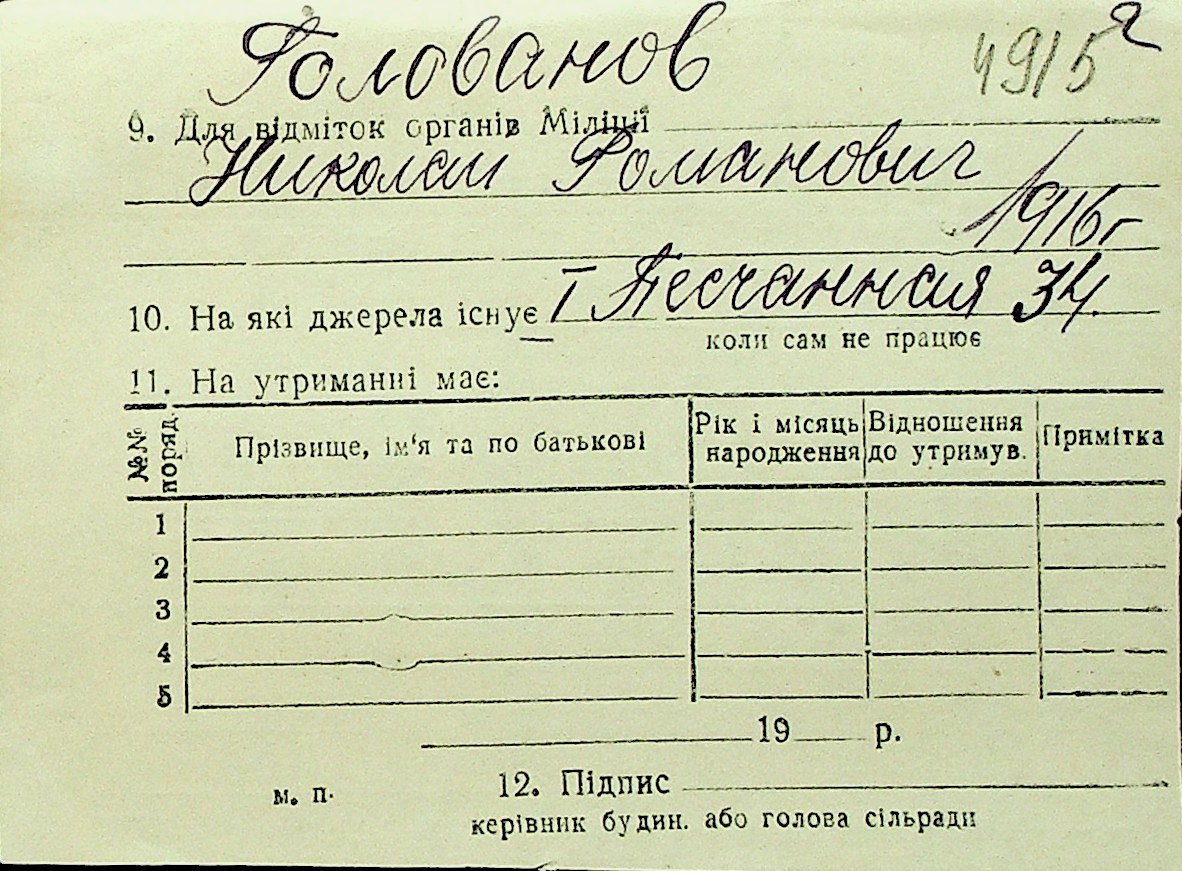 Голованов 4915 я
9. Для відміток органів Міліції
Николай Романович
1916 г
10. На які джерела існує I Песчанная 34
коли сам не працює
11. На утриманні має:
№№ поряд. Прізвище, ім'я та по батькові Рік і місяць народження Відношення до утримув. Примітка
1
2
3
4
5
19 р.
м. п. 12. Підпис
керівник будин. або голова сільради